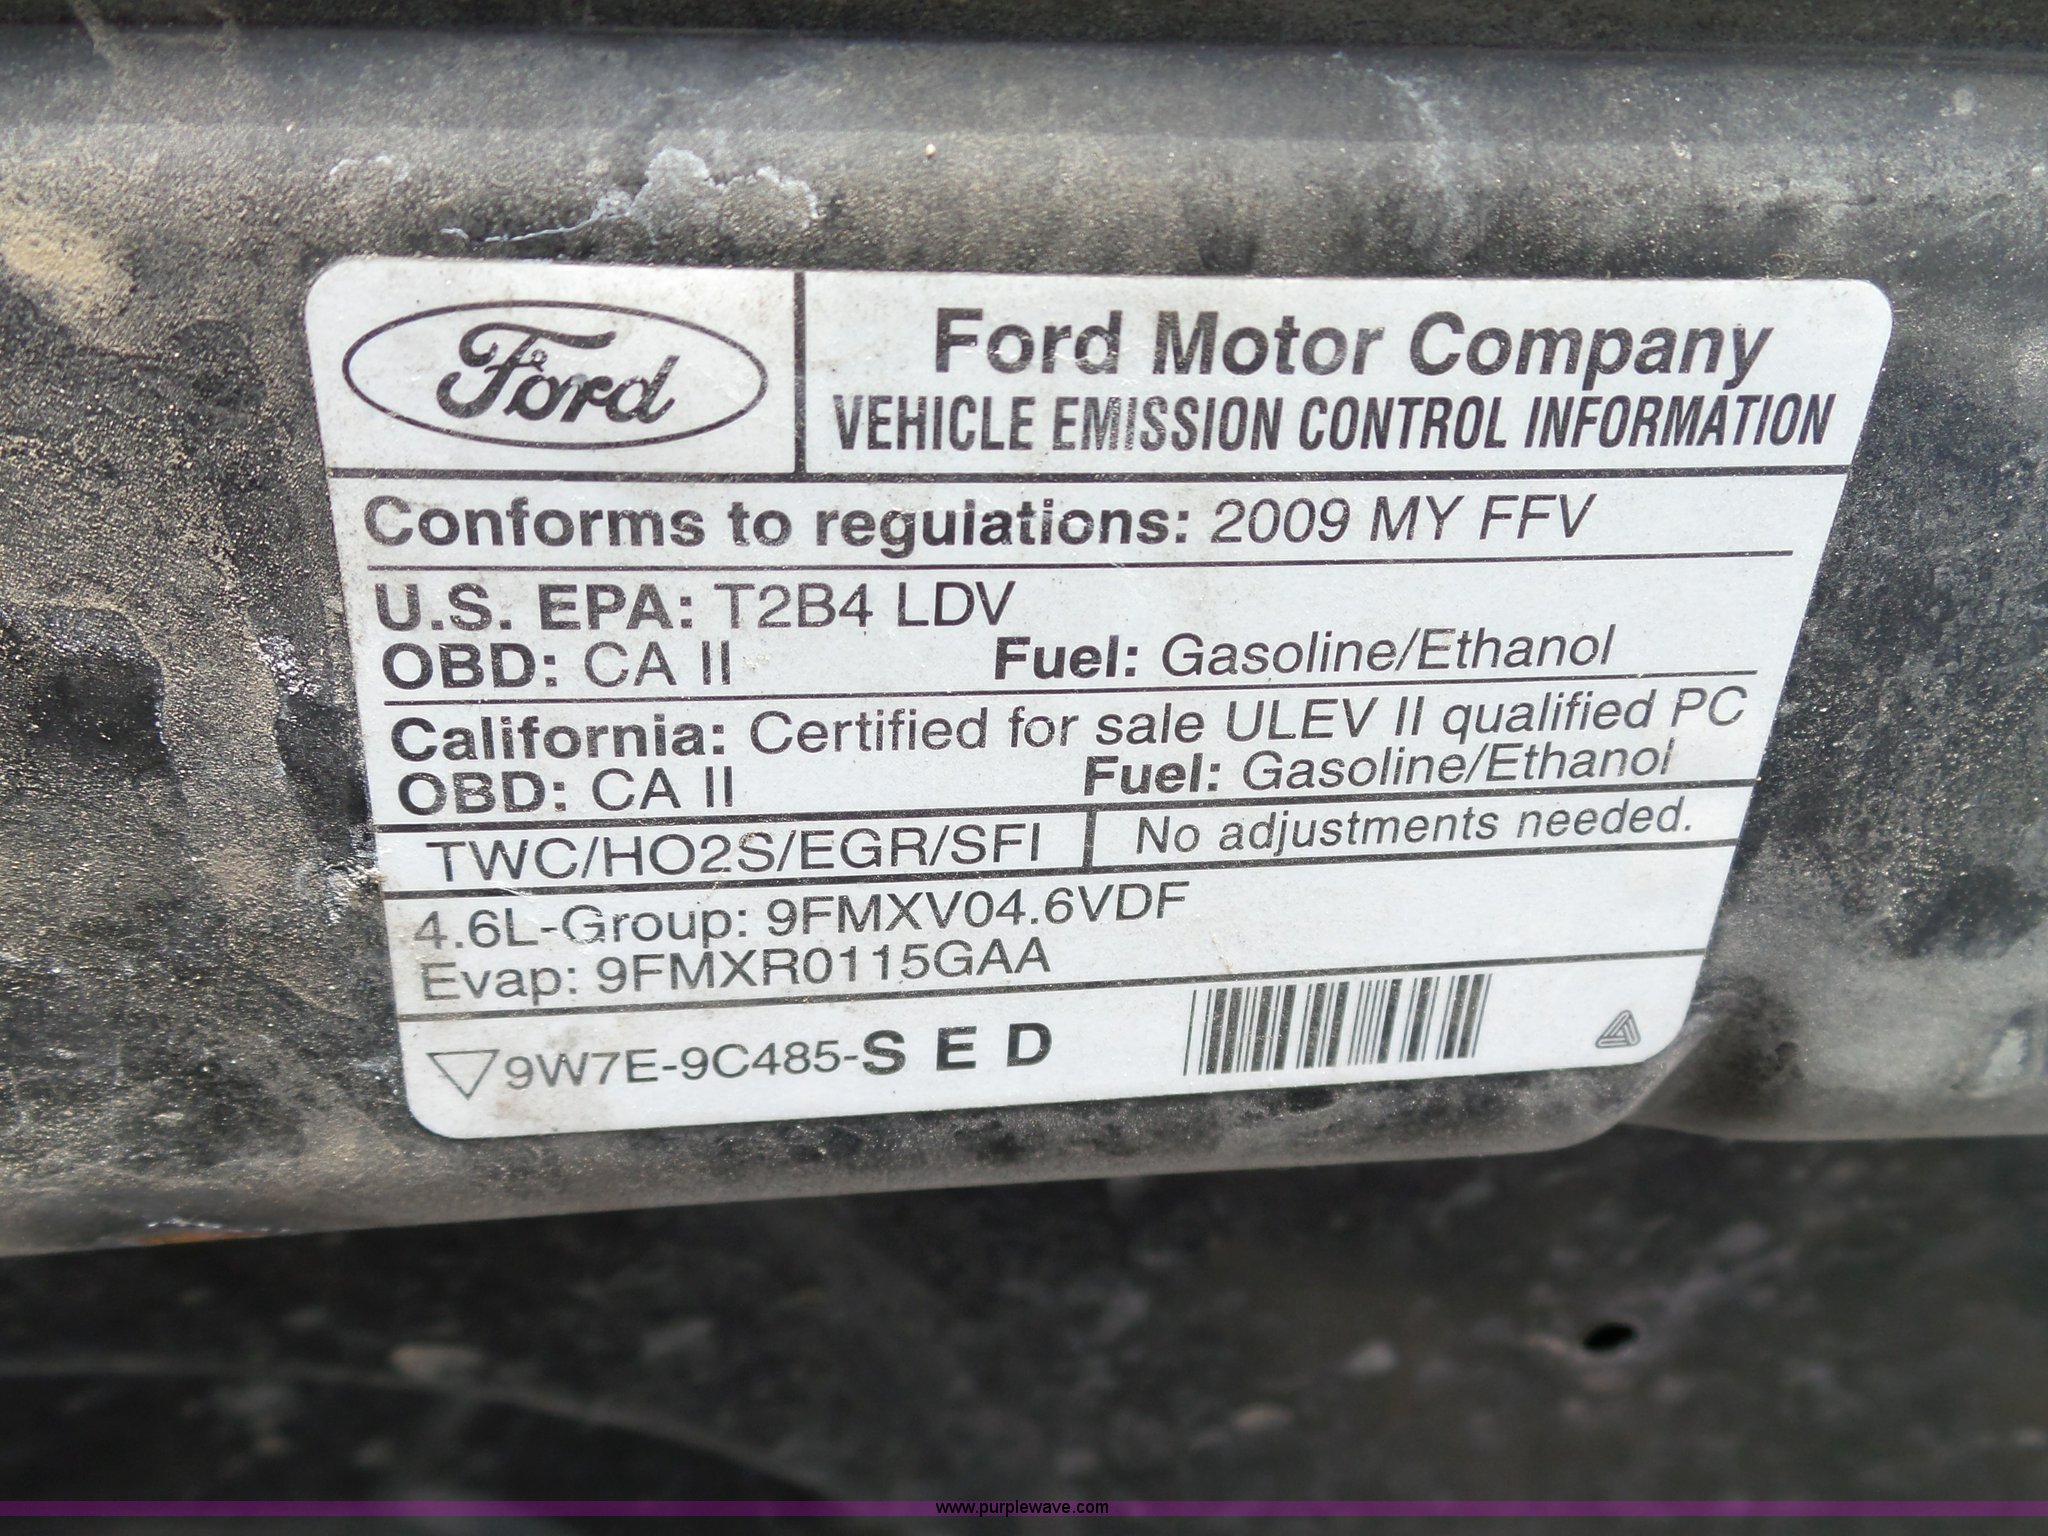 Ford
Ford Motor Company
VEHICLE EMISSION CONTROL INFORMATION
Conforms to regulations: 2009 MY FFV
U.S. EPA: T2B4 LDV
OBD: CA II Fuel: Gasoline/Ethanol
California: Certified for sale ULEV II qualified PC
OBD: CA II Fuel: Gasoline/Ethanol
TWC/HO2S/EGR/SFI No adjustments needed.
4.6L-Group: 9FMXV04.6VDF
Evap: 9FMXR0115GAA
9W7E-9C485-SED
www.purplewave.com